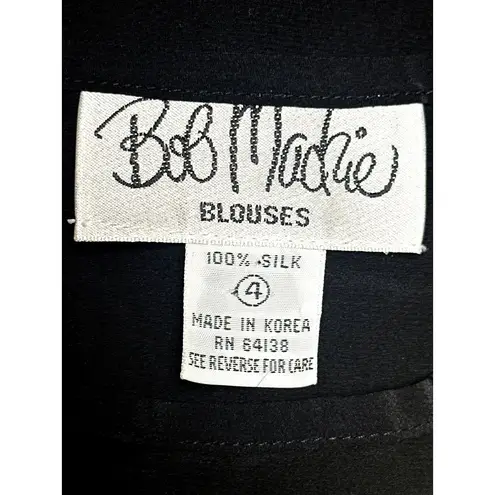 Bob Mackie
BLOUSES
100% SILK
4
MADE IN KOREA
RN 64138
SEE REVERSE FOR CARE